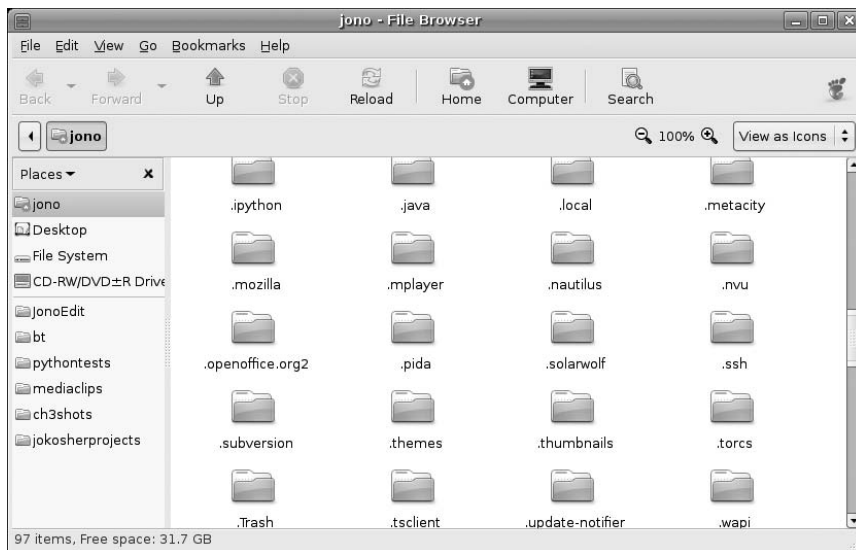 jono - File Browser
File Edit View Go Bookmarks Help
Back Forward Up Stop Reload Home Computer Search
jono 100% View as Icons
Places
jono
Desktop
File System
CD-RW/DVD±R Drive
JonoEdit
bt
pythontests
mediaclips
ch3shots
jokosherprojects
.ipython .java .local .metacity
.mozilla .mplayer .nautilus .nvu
.openoffice.org2 .pida .solarwolf .ssh
.subversion .themes .thumbnails .torcs
.Trash .tsclient .update-notifier .wapi
97 items, Free space: 31.7 GB